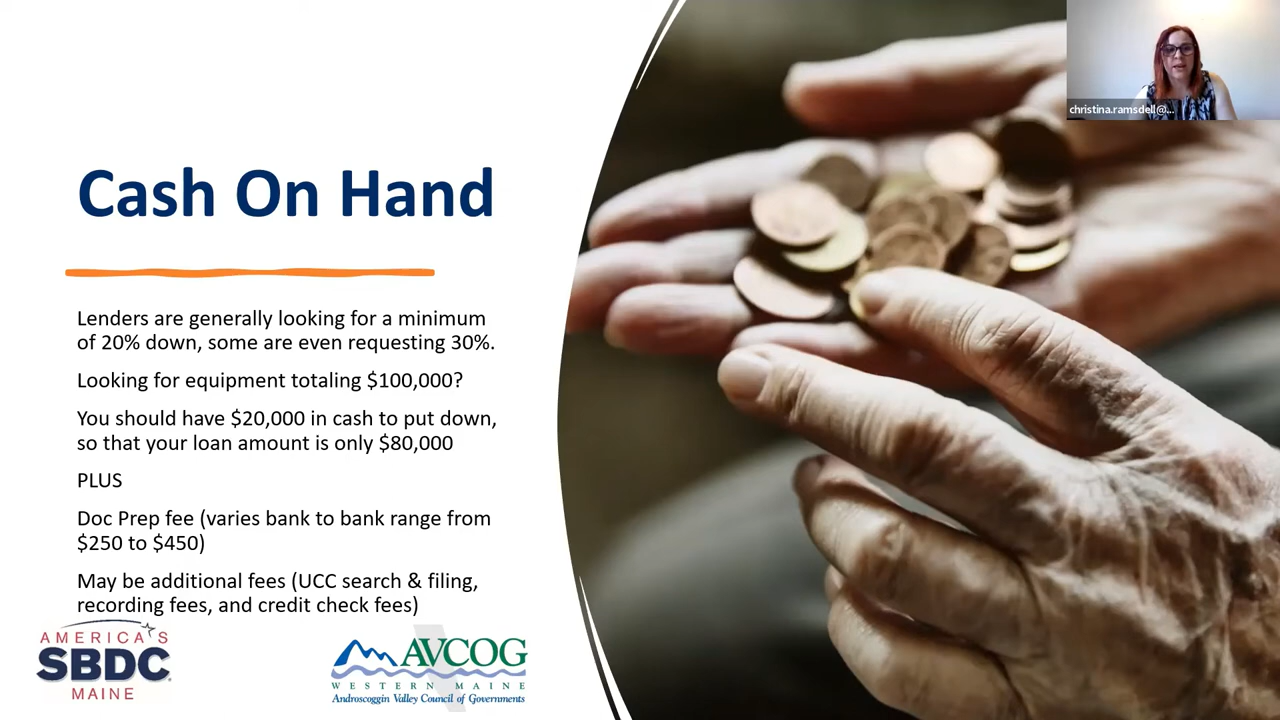 christina.ramsdell@...
Cash On Hand
Lenders are generally looking for a minimum
of 20% down, some are even requesting 30%.
Looking for equipment totaling $100,000?
You should have $20,000 in cash to put down,
so that your loan amount is only $80,000
PLUS
Doc Prep fee (varies bank to bank range from
$250 to $450)
May be additional fees (UCC search & filing,
recording fees, and credit check fees)
AMERICA'S
SBDC
MAINE
AVCOG
WESTERN MAINE
Androscoggin Valley Council of Governments